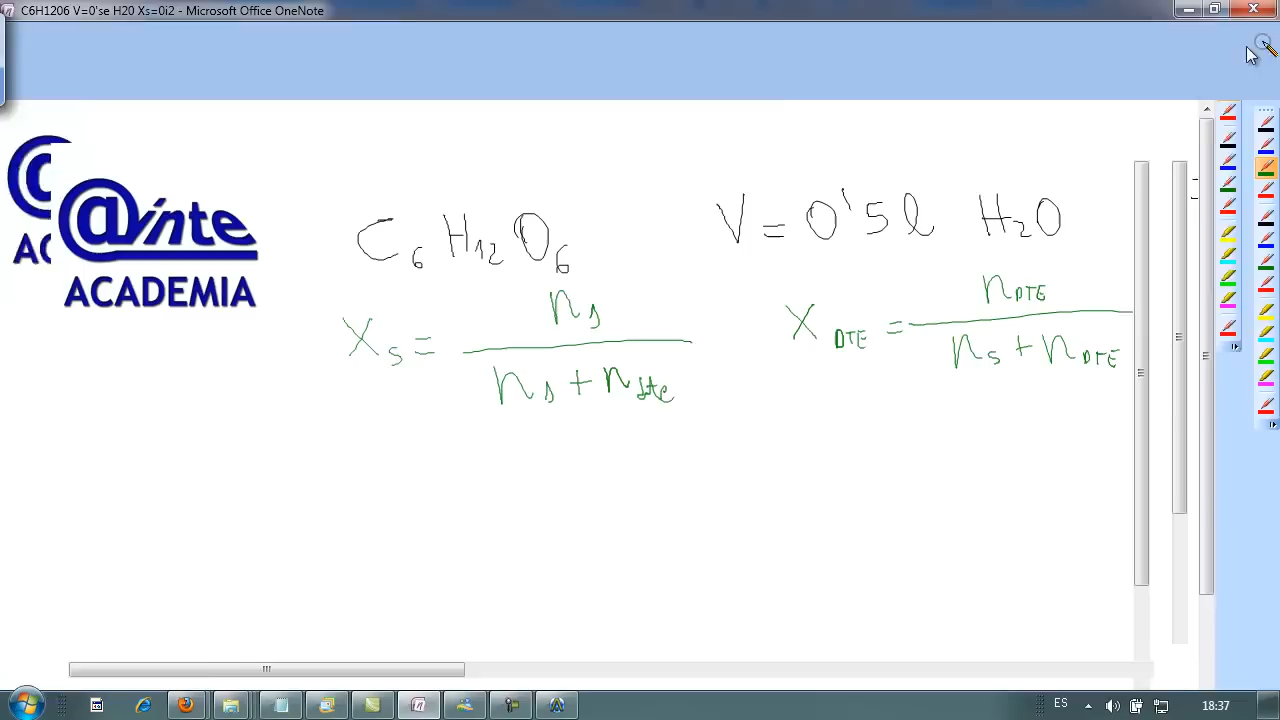 C6H1206 V=0'se H20 Xs=0i2 - Microsoft Office OneNote
@inte
ACADEMIA
AC
C₆H₁₂O₆
V = 0'5 l H₂O
Xs = ns / ns + ndte
XDTE = nDTE / ns + nDTE
ES
18:37